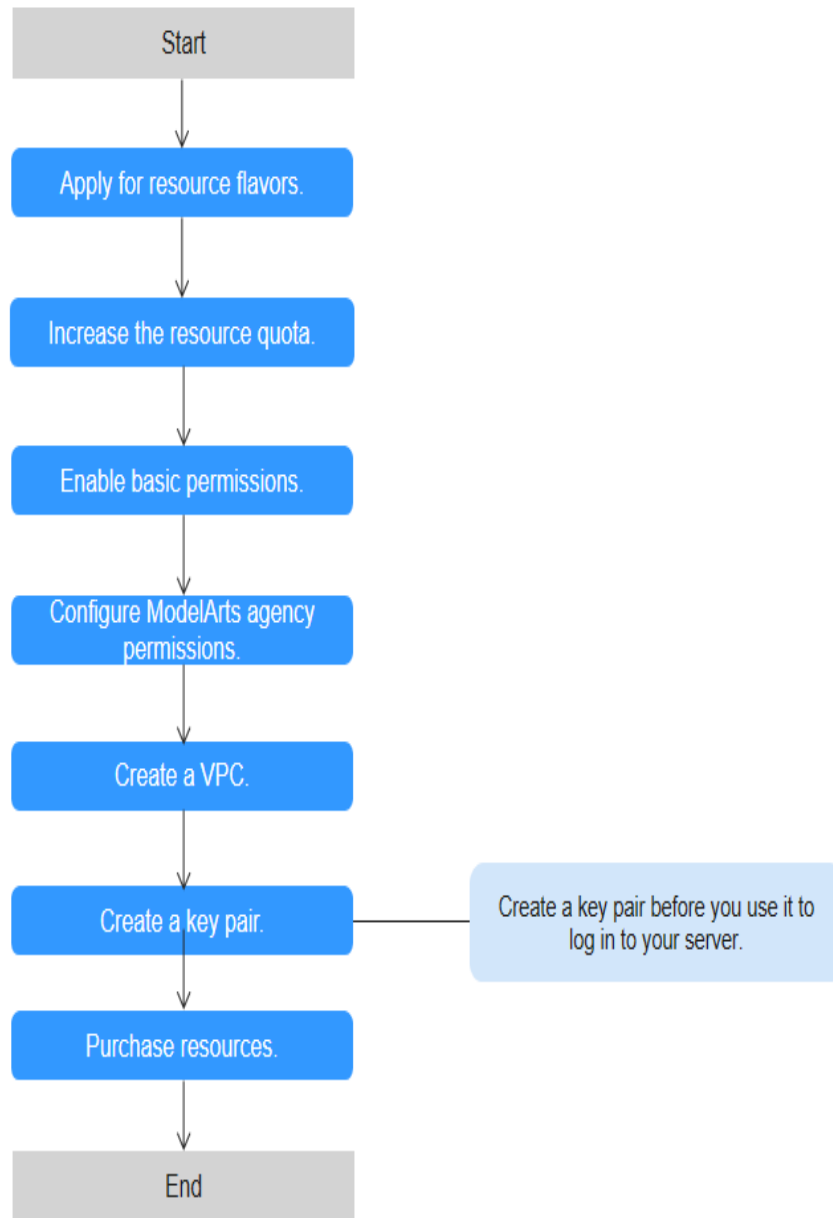 Start
Apply for resource flavors.
Increase the resource quota.
Enable basic permissions.
Configure ModelArts agency
permissions.
Create a VPC.
Create a key pair.
Create a key pair before you use it to
log in to your server.
Purchase resources.
End